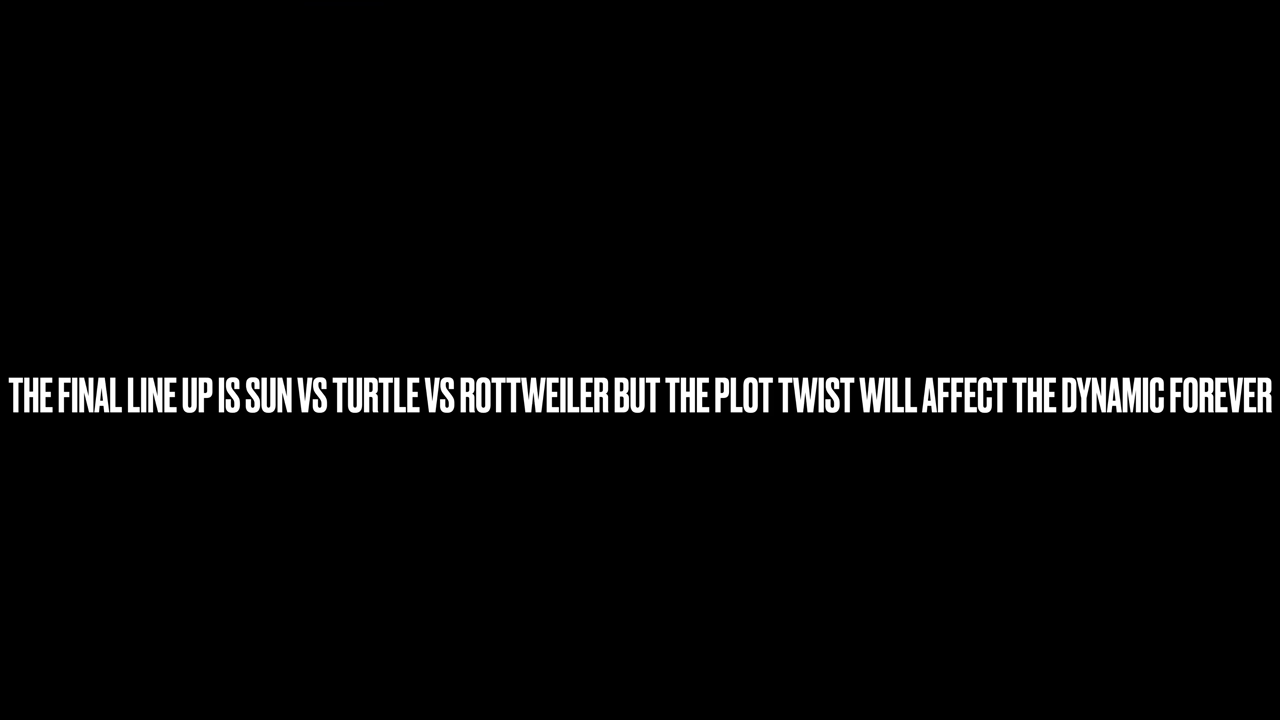 THE FINAL LINE UP IS SUN VS TURTLE VS ROTTWEILER BUT THE PLOT TWIST WILL AFFECT THE DYNAMIC FOREVER